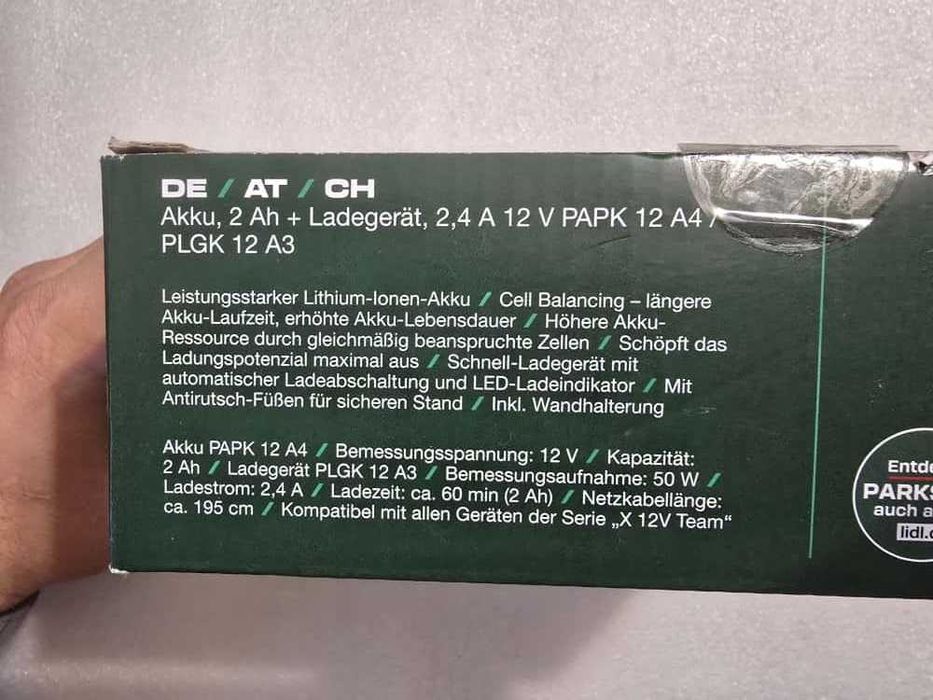 DE / AT / CH
Akku, 2 Ah + Ladegerät, 2,4 A 12 V PAPK 12 A4 /
PLGK 12 A3
Leistungsstarker Lithium-Ionen-Akku / Cell Balancing – längere
Akku-Laufzeit, erhöhte Akku-Lebensdauer / Höhere Akku-
Ressource durch gleichmäßig beanspruchte Zellen / Schöpft das
Ladungspotenzial maximal aus / Schnell-Ladegerät mit
automatischer Ladeabschaltung und LED-Ladeindikator / Mit
Antirutsch-Füßen für sicheren Stand / Inkl. Wandhalterung
Akku PAPK 12 A4 / Bemessungsspannung: 12 V / Kapazität:
2 Ah / Ladegerät PLGK 12 A3 / Bemessungsaufnahme: 50 W /
Ladestrom: 2,4 A / Ladezeit: ca. 60 min (2 Ah) / Netzkabellänge:
ca. 195 cm / Kompatibel mit allen Geräten der Serie „X 12V Team“
auch